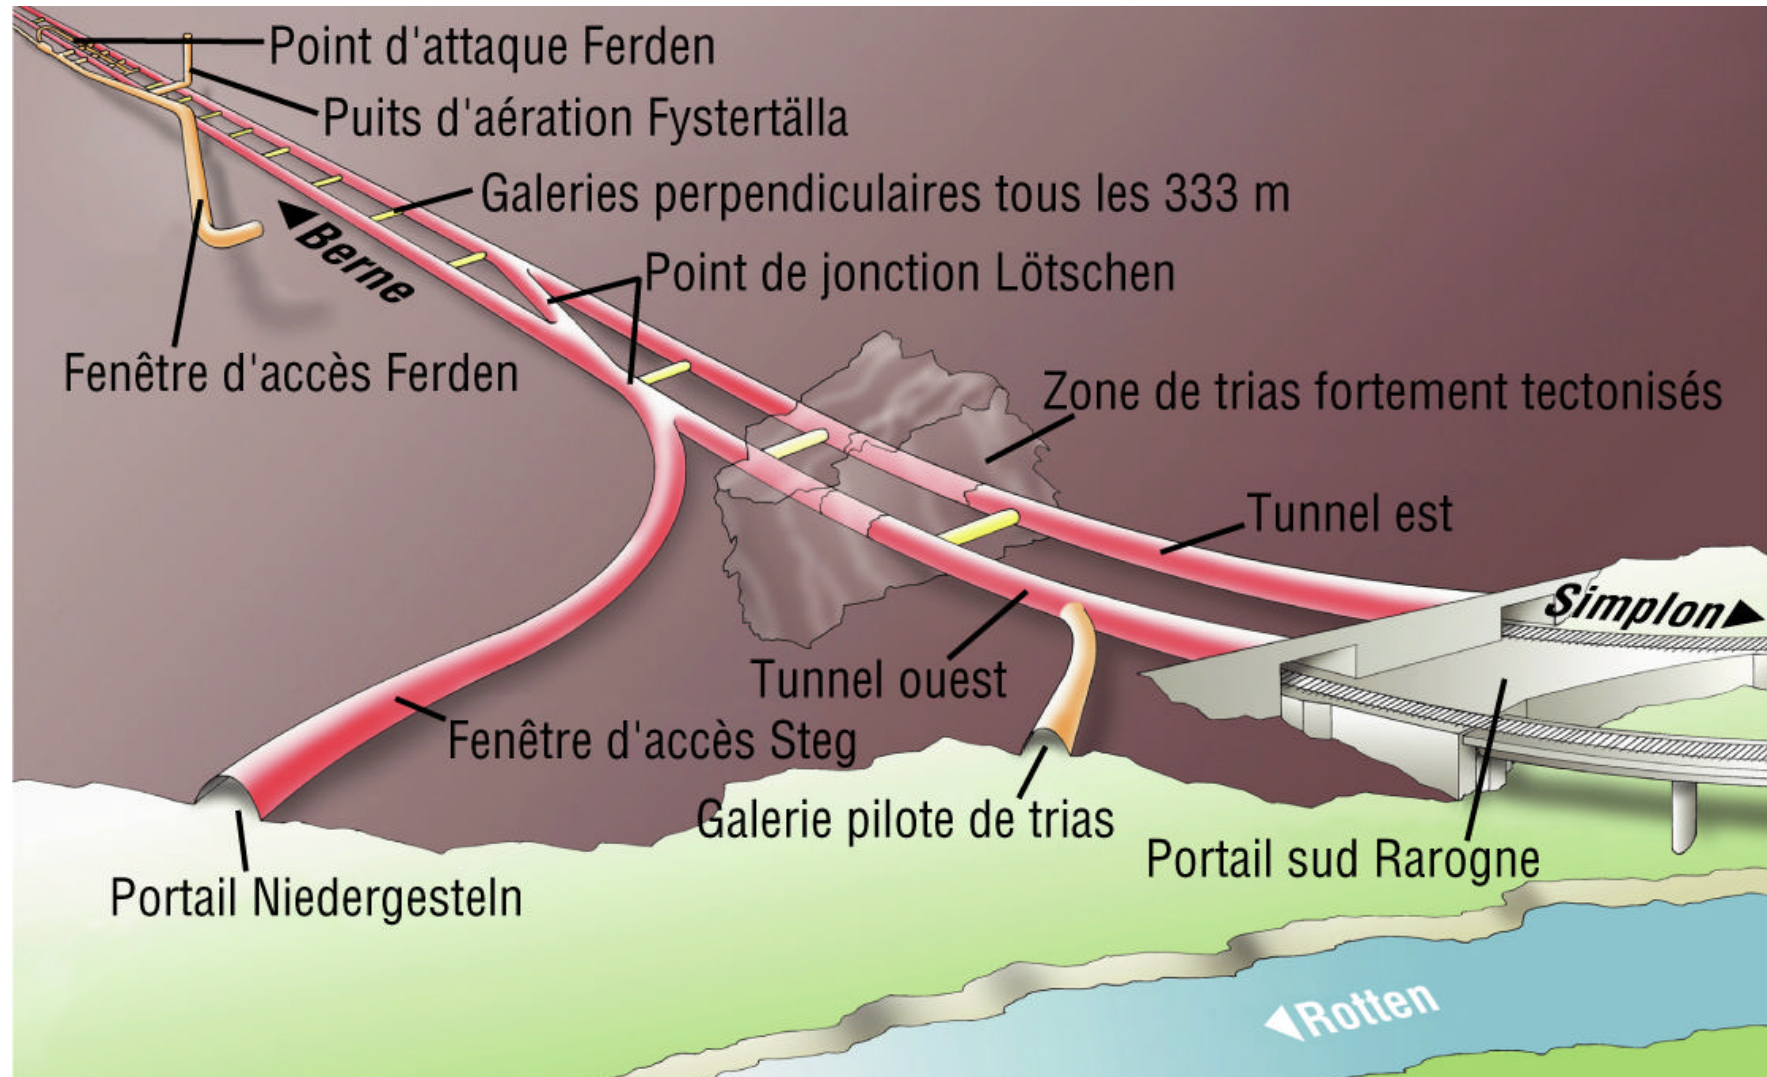 Point d'attaque Ferden
Puits d'aération Fystertälla
Galeries perpendiculaires tous les 333 m
Berne
Point de jonction Lötschen
Fenêtre d'accès Ferden
Zone de trias fortement tectonisés
Tunnel est
Simplon
Tunnel ouest
Fenêtre d'accès Steg
Galerie pilote de trias
Portail sud Rarogne
Portail Niedergesteln
Rotten